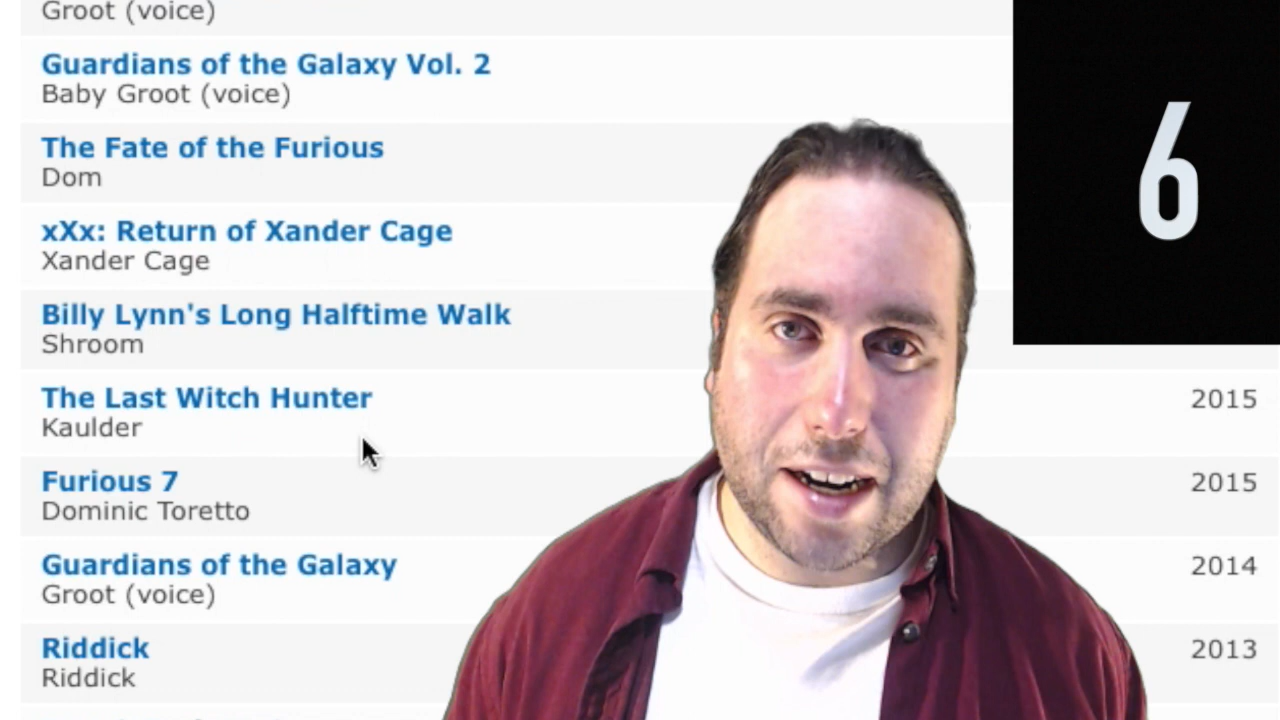 Groot (voice)
Guardians of the Galaxy Vol. 2
Baby Groot (voice)
6
The Fate of the Furious
Dom
xXx: Return of Xander Cage
Xander Cage
Billy Lynn's Long Halftime Walk
Shroom
The Last Witch Hunter
2015
Kaulder
Furious 7
2015
Dominic Toretto
Guardians of the Galaxy
2014
Groot (voice)
Riddick
2013
Riddick